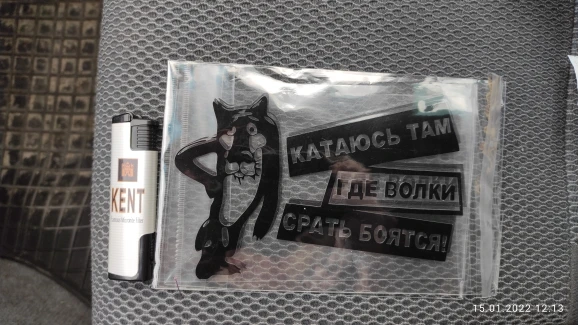 КАТАЮСЬ ТАМ
ГДЕ ВОЛКИ
СРАТЬ БОЯТСЯ!
KENT
15.01.2022 12:13